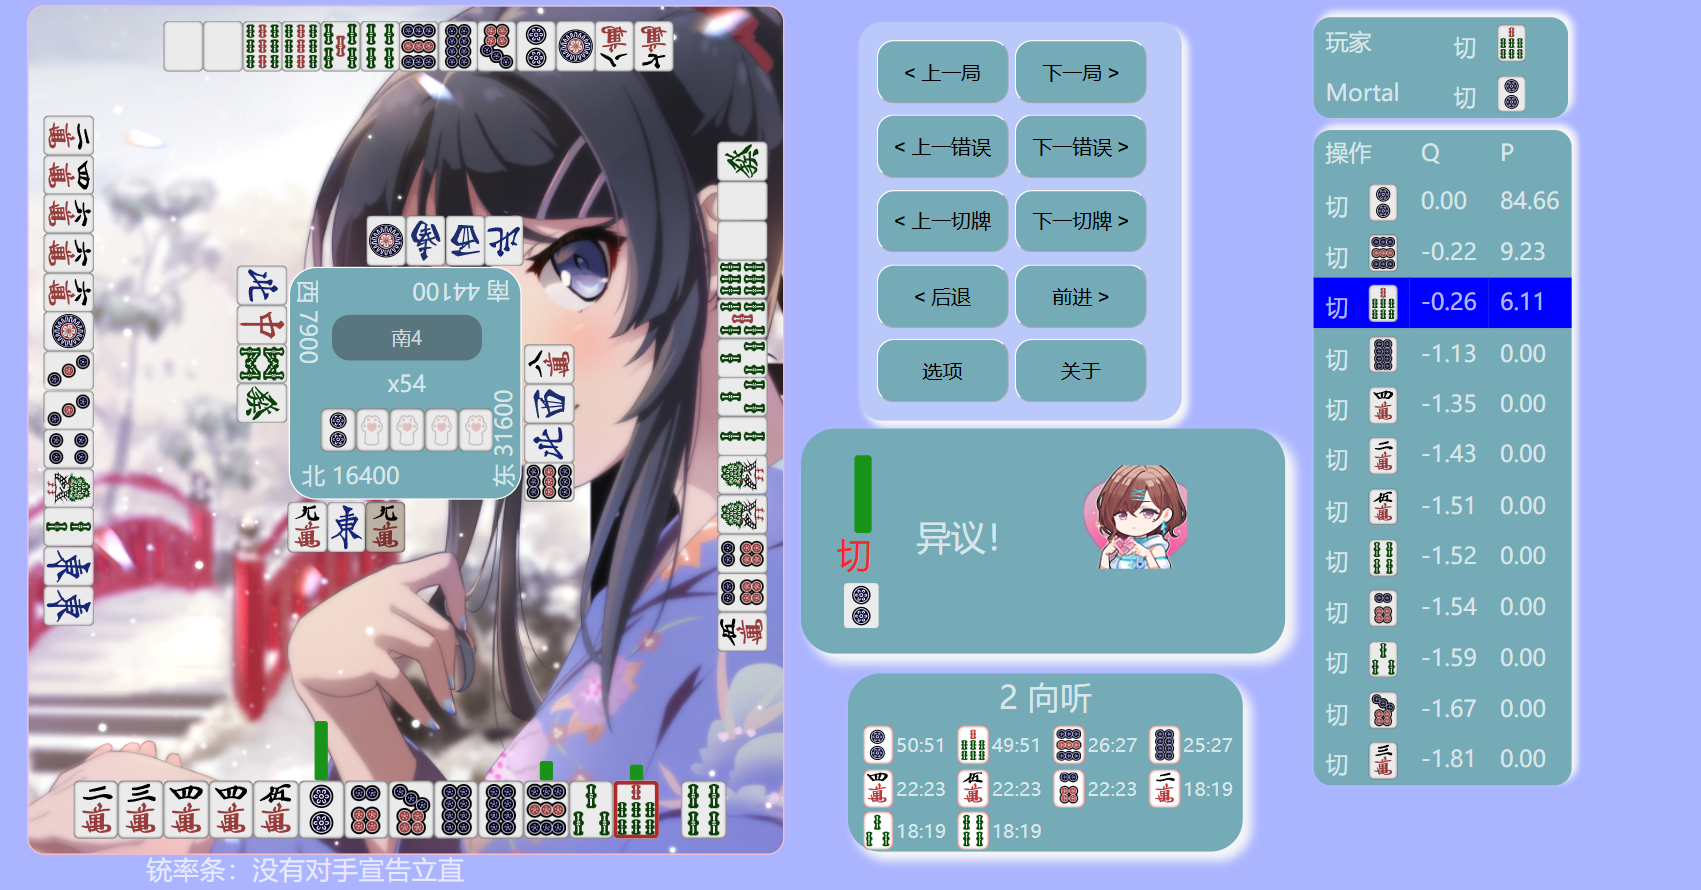 西 7900
南 44100
南4
x54
东 31600
北 16400
铳率条：没有对手宣告立直
< 上一局
下一局 >
< 上一错误
下一错误 >
< 上一切牌
下一切牌 >
< 后退
前进 >
选项
关于
切
异议！
2 向听
50:51
49:51
26:27
25:27
22:23
22:23
22:23
18:19
18:19
18:19
玩家 切
Mortal 切
操作 Q P
切 0.00 84.66
切 -0.22 9.23
切 -0.26 6.11
切 -1.13 0.00
切 -1.35 0.00
切 -1.43 0.00
切 -1.51 0.00
切 -1.52 0.00
切 -1.54 0.00
切 -1.59 0.00
切 -1.67 0.00
切 -1.81 0.00